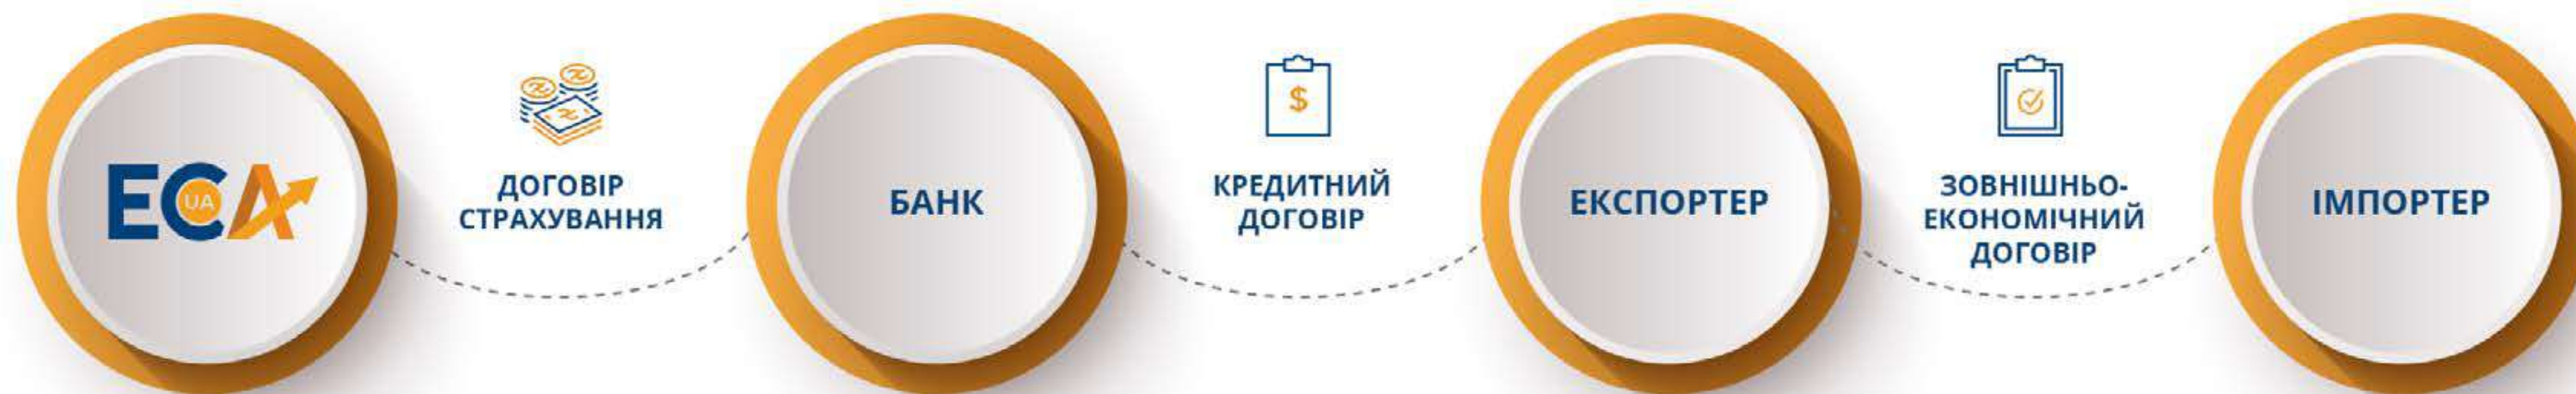 ECA
UA
ДОГОВІР
СТРАХУВАННЯ
БАНК
$
КРЕДИТНИЙ
ДОГОВІР
ЕКСПОРТЕР
ЗОВНІШНЬО-
ЕКОНОМІЧНИЙ
ДОГОВІР
ІМПОРТЕР